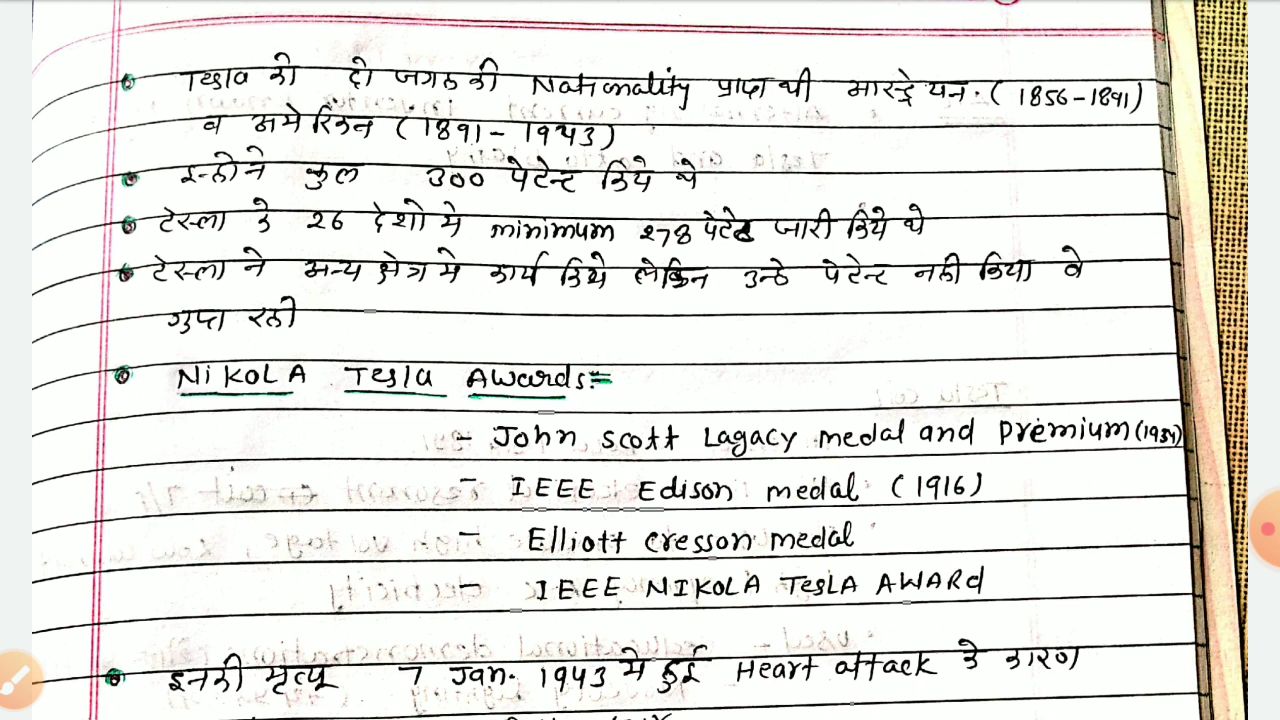 Tesla को दो जगह की Nationality प्राप्त थी आस्ट्रेयन. (1856-1891)
व अमेरिकन (1891-1943)
इन्होने कुल 300 पेटेन्ट किये थे
टेस्ला के 26 देशो मे minimum 278 पेटेंट जारी किये थे
टेस्ला ने अन्य क्षेत्र मे कार्य किये लेकिन उन्हे पेटेन्ट नही किया वे
गुप्त रही
NiKOLA Tesla Awards:=
- John scott Lagacy medal and Premium (1934)
- IEEE Edison medal (1916)
- Elliott cresson medal
- IEEE NIKOLA TesLA AWARd
इनकी मृत्यू 7 Jan. 1943 मे हुई Heart attack के कारण